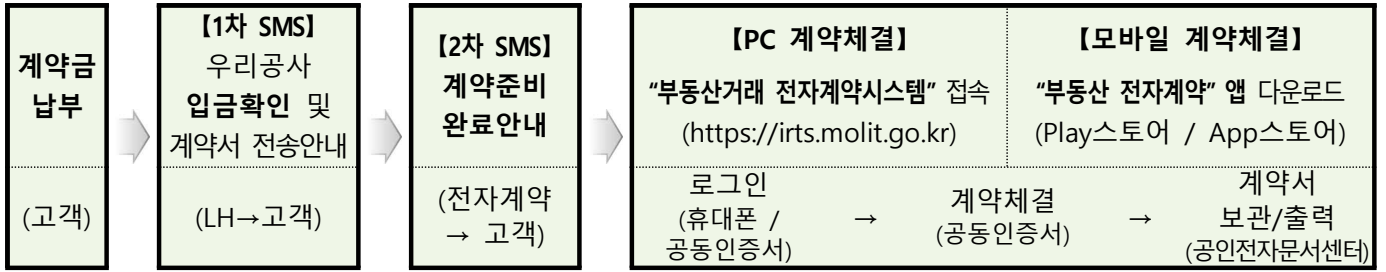 계약금
납부
(고객)
【1차 SMS】
우리공사
입금확인 및
계약서 전송안내
(LH→고객)
【2차 SMS】
계약준비
완료안내
(전자계약
→ 고객)
【PC 계약체결】
“부동산거래 전자계약시스템” 접속
(https://irts.molit.go.kr)
【모바일 계약체결】
“부동산 전자계약” 앱 다운로드
(Play스토어 / App스토어)
로그인
(휴대폰 /
공동인증서)
→
계약체결
(공동인증서)
→
계약서
보관/출력
(공인전자문서센터)